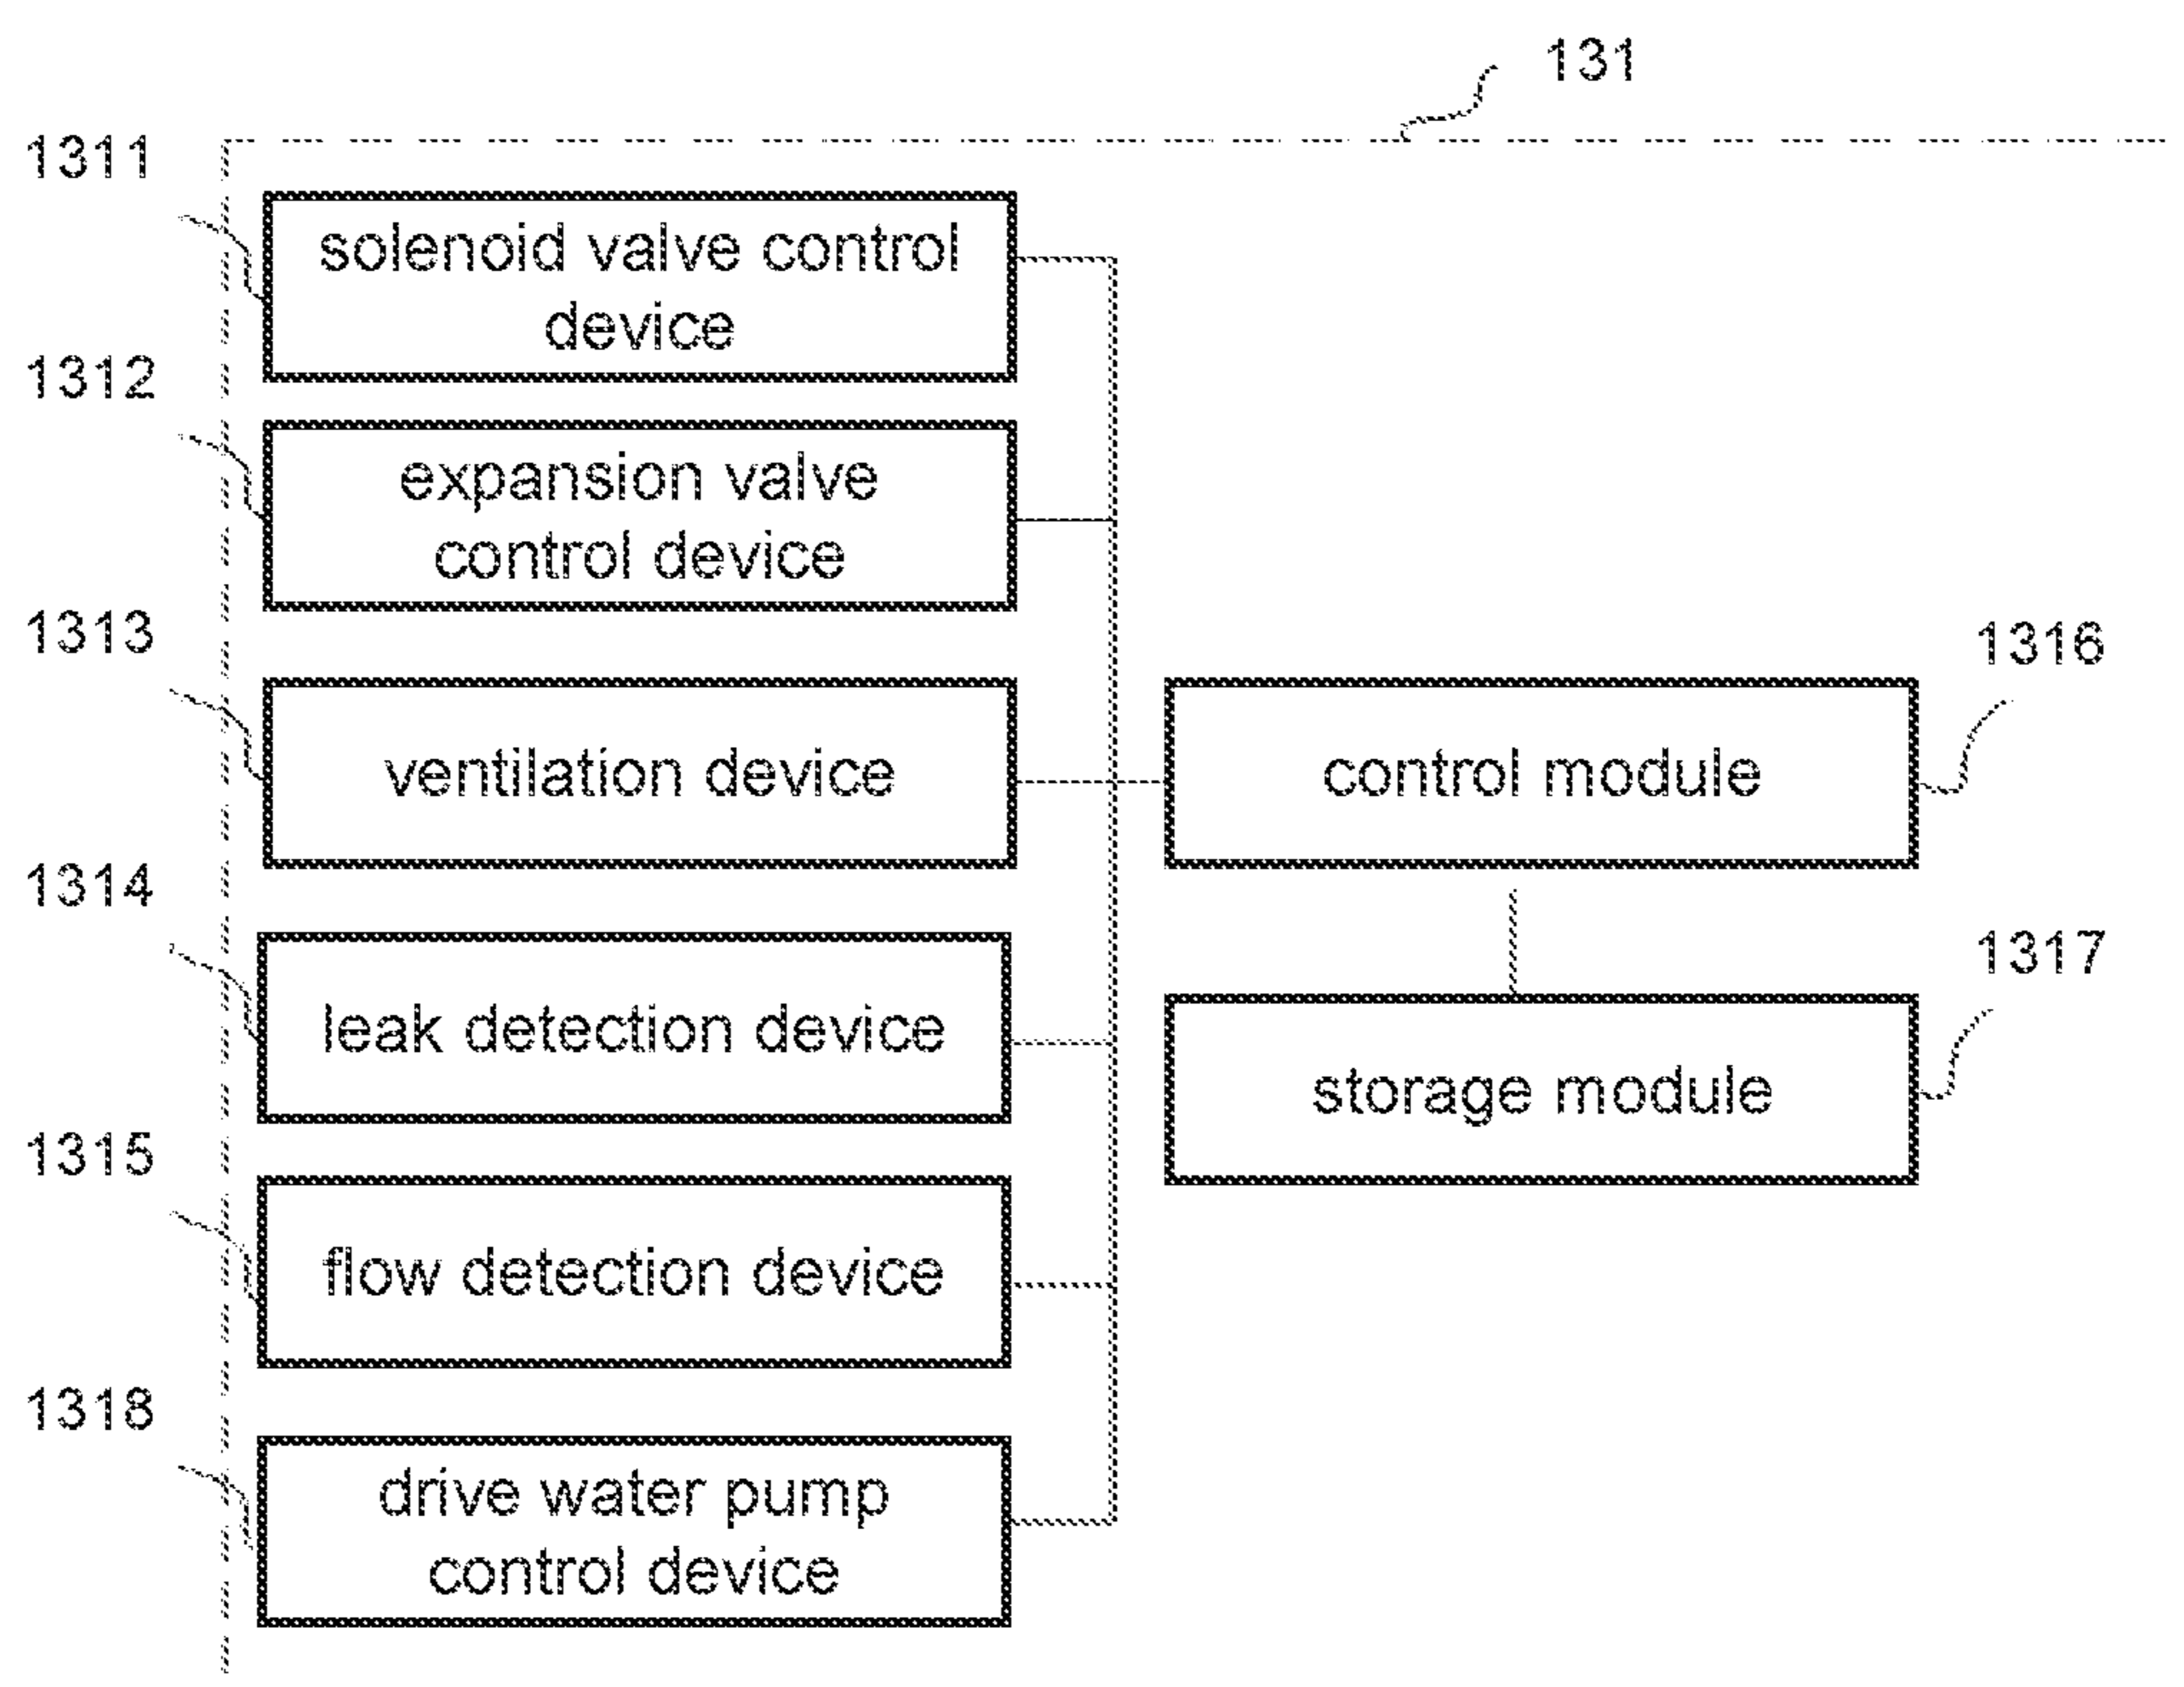 131
1311
solenoid valve control
device
1312
expansion valve
control device
1313
ventilation device
1316
control module
1314
leak detection device
1317
storage module
1315
flow detection device
1318
drive water pump
control device